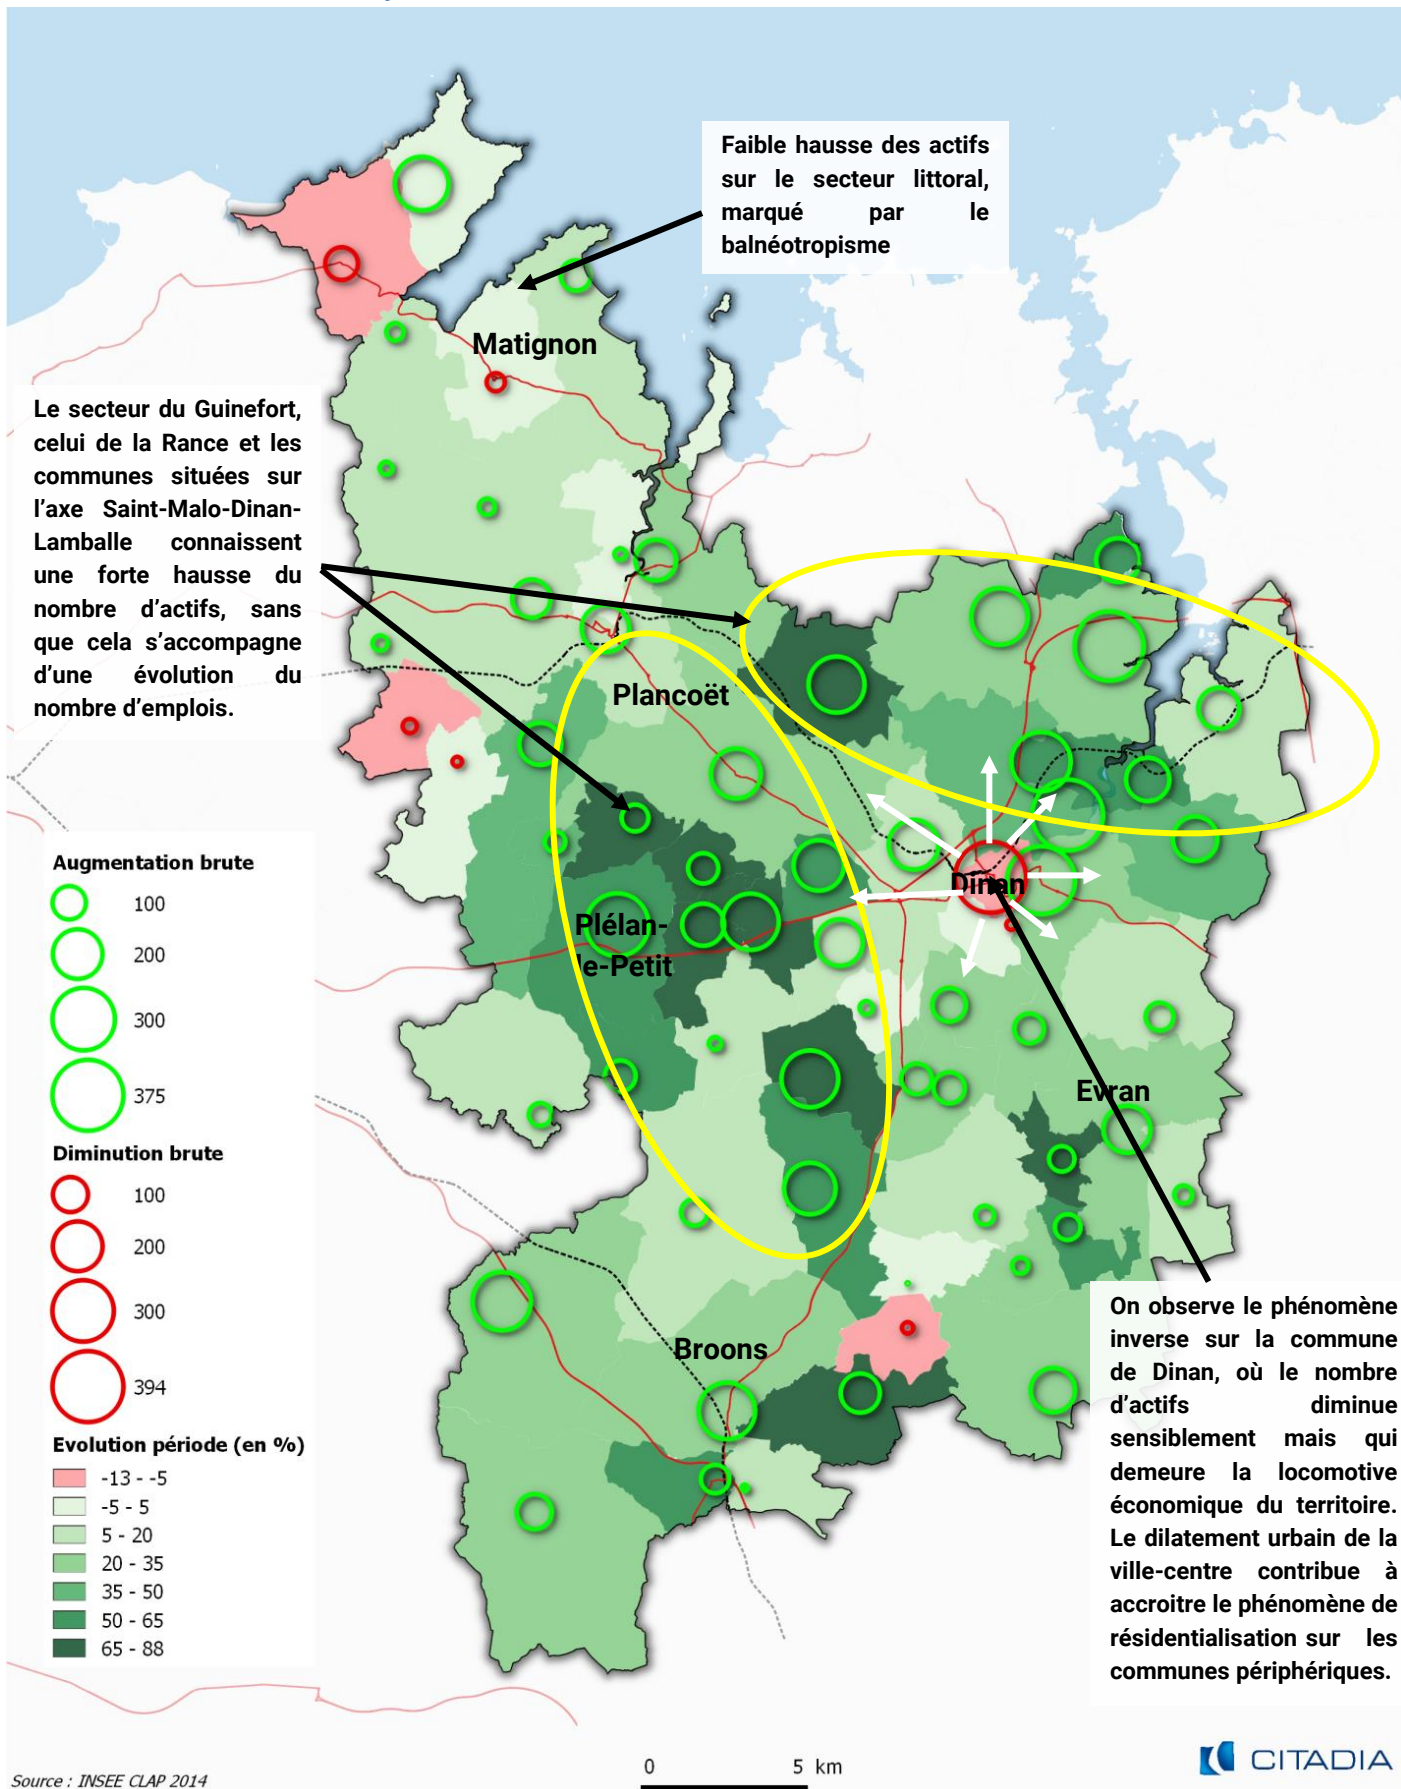 Faible hausse des actifs
sur le secteur littoral,
marqué par le
balnéotropisme
Matignon
Le secteur du Guinefort,
celui de la Rance et les
communes situées sur
l'axe Saint-Malo-Dinan-
Lamballe connaissent
une forte hausse du
nombre d'actifs, sans
que cela s'accompagne
d'une évolution du
nombre d'emplois.
Plancoët
Dinan
Plélan-
le-Petit
Evran
Broons
Augmentation brute
100
200
300
375
Diminution brute
100
200
300
394
Evolution période (en %)
-13 - -5
-5 - 5
5 - 20
20 - 35
35 - 50
50 - 65
65 - 88
On observe le phénomène
inverse sur la commune
de Dinan, où le nombre
d'actifs diminue
sensiblement mais qui
demeure la locomotive
économique du territoire.
Le dilatement urbain de la
ville-centre contribue à
accroitre le phénomène de
résidentialisation sur les
communes périphériques.
0 5 km
CITADIA
Source : INSEE CLAP 2014